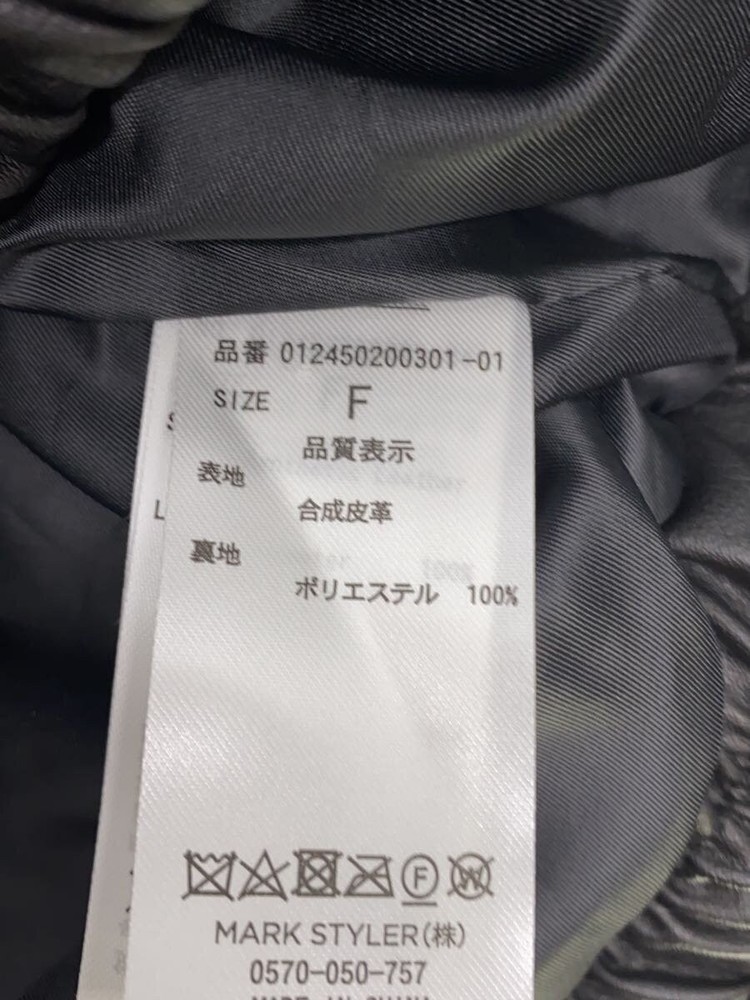 品番 012450200301-01
SIZE F
品質表示
表地
合成皮革
裏地
ポリエステル 100%
F
W
MARK STYLER(株)
0570-050-757